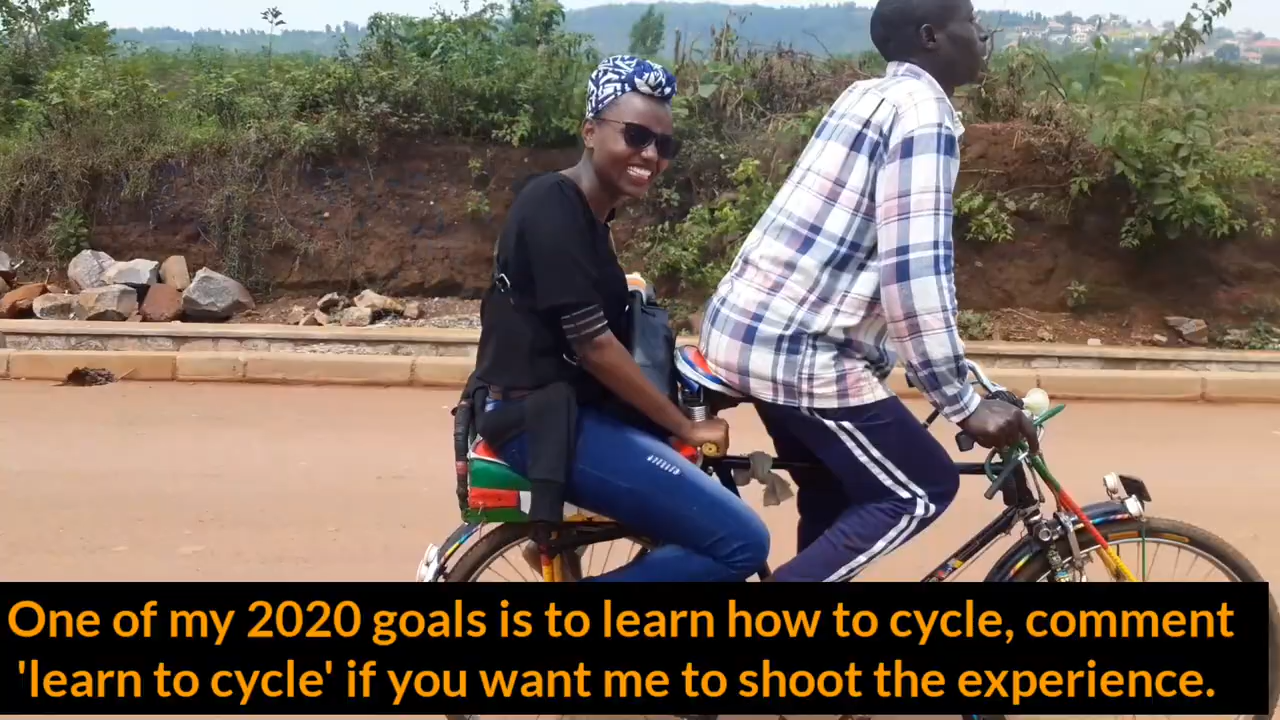 One of my 2020 goals is to learn how to cycle, comment
'learn to cycle' if you want me to shoot the experience.